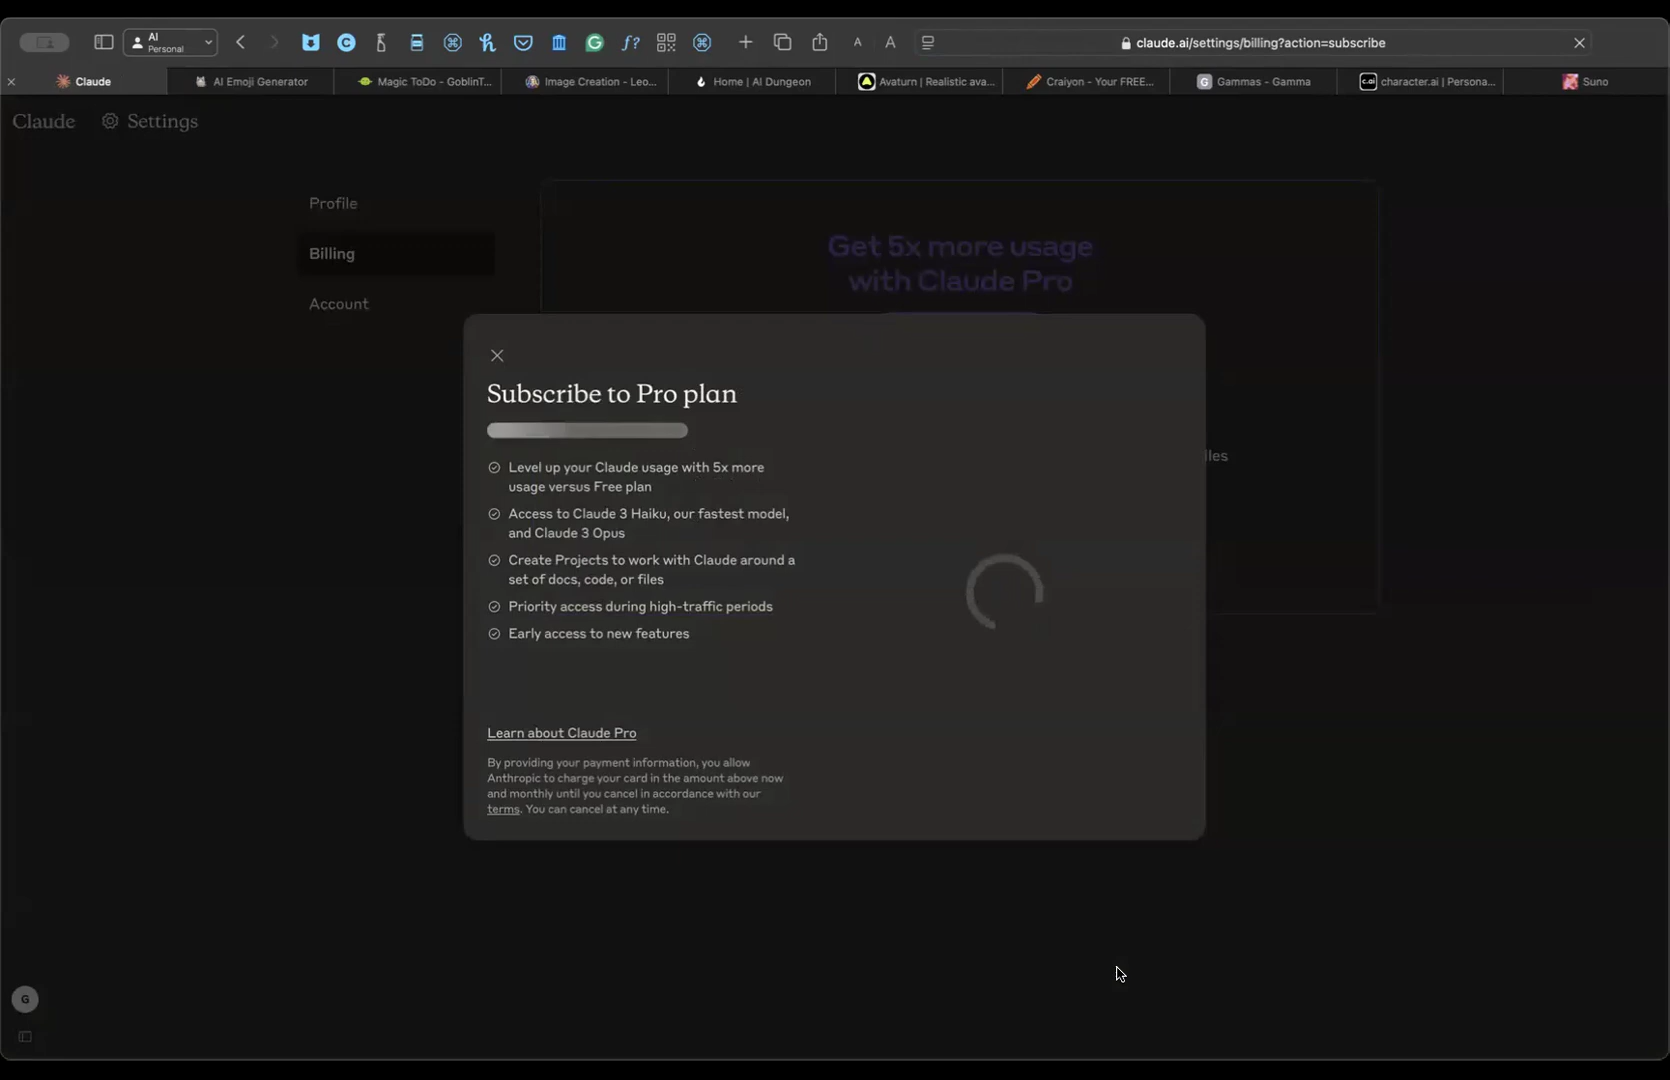 AI
Personal
f?
A
A
claude.ai/settings/billing?action=subscribe
Claude
AI Emoji Generator
Magic ToDo - GoblinT...
Image Creation - Leo...
Home | AI Dungeon
Avaturn | Realistic ava...
Craiyon - Your FREE...
G
Gammas - Gamma
c.ai
character.ai | Persona...
Suno
Claude
Settings
Profile
Billing
Account
Get 5x more usage
with Claude Pro
Subscribe to Pro plan
Level up your Claude usage with 5x more
usage versus Free plan
Access to Claude 3 Haiku, our fastest model,
and Claude 3 Opus
Create Projects to work with Claude around a
set of docs, code, or files
Priority access during high-traffic periods
Early access to new features
Learn about Claude Pro
By providing your payment information, you allow
Anthropic to charge your card in the amount above now
and monthly until you cancel in accordance with our
terms. You can cancel at any time.
G